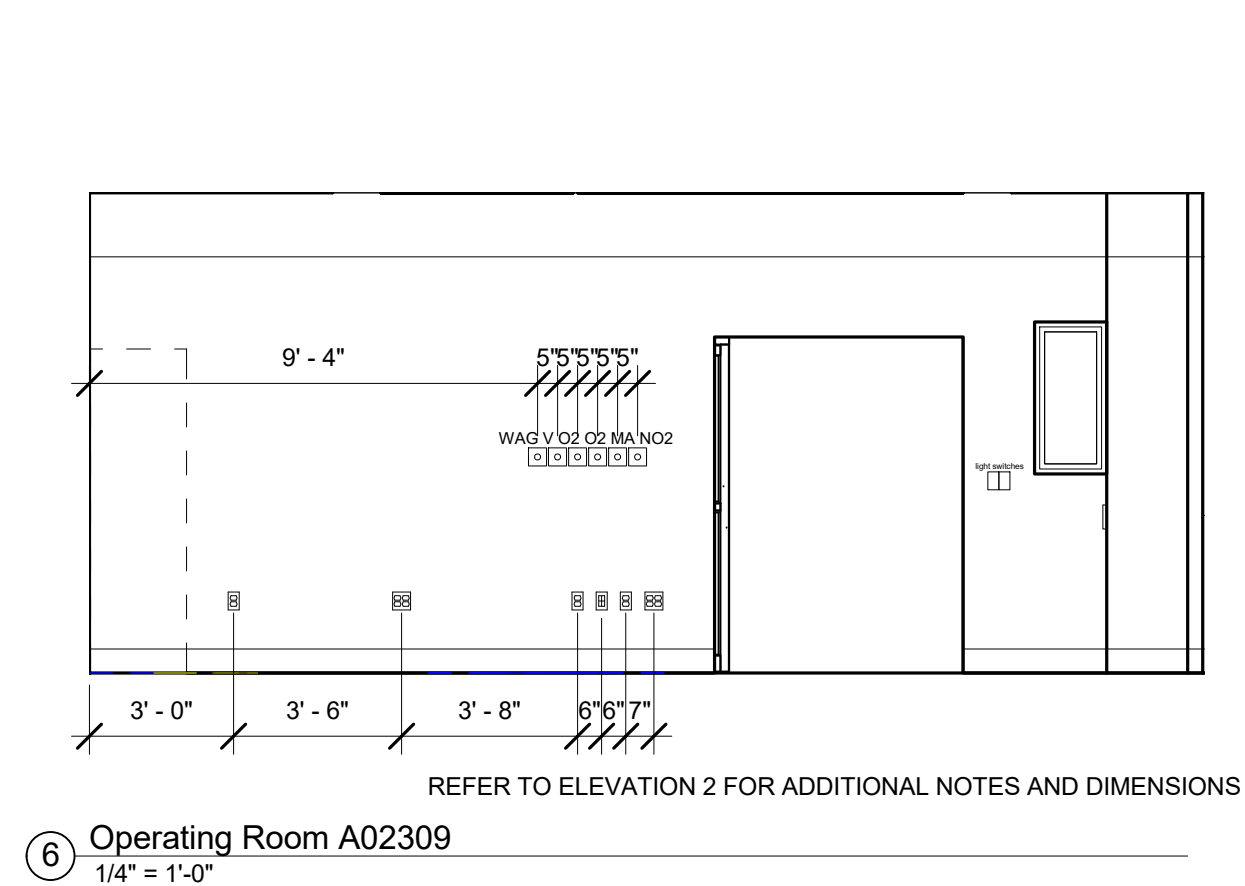 9' - 4"
5" 5" 5" 5" 5"
WAG V O2 O2 MA NO2
light switches
3' - 0"
3' - 6"
3' - 8"
6" 6" 7"
REFER TO ELEVATION 2 FOR ADDITIONAL NOTES AND DIMENSIONS
6
Operating Room A02309
1/4" = 1'-0"